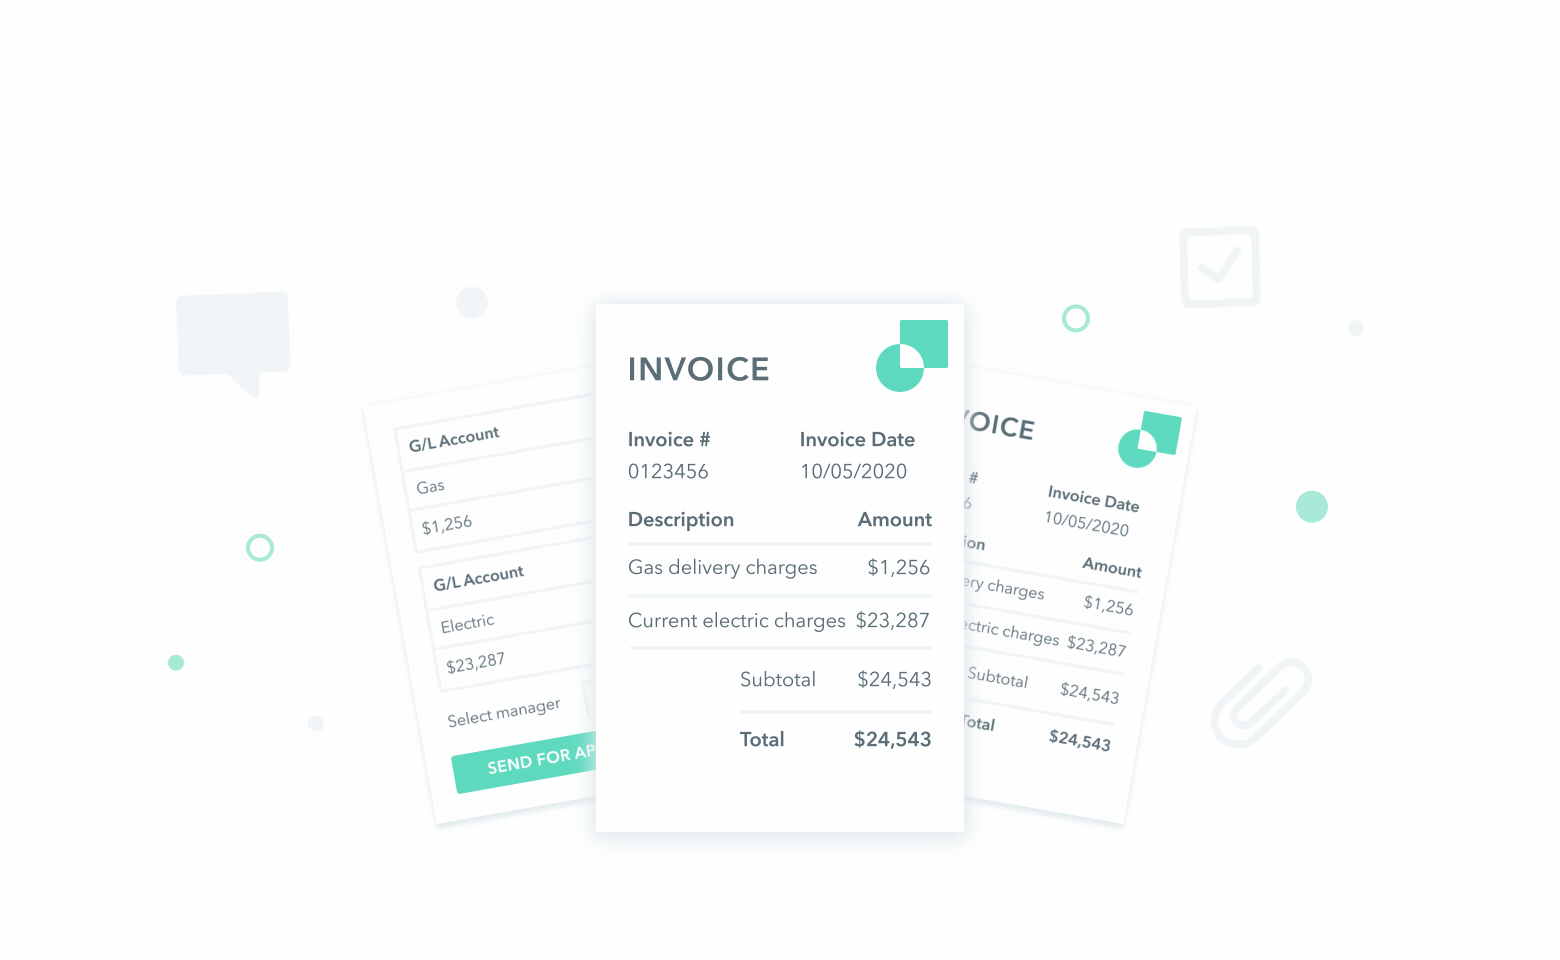 G/L Account
Gas
$1,256
G/L Account
Electric
$23,287
Select manager
SEND FOR AP
INVOICE
Invoice # Invoice Date
0123456 10/05/2020
Description Amount
Gas delivery charges $1,256
Current electric charges $23,287
Subtotal $24,543
Total $24,543
VOICE
# Invoice Date
6 10/05/2020
ion Amount
ery charges $1,256
ectric charges $23,287
Subtotal $24,543
Total $24,543